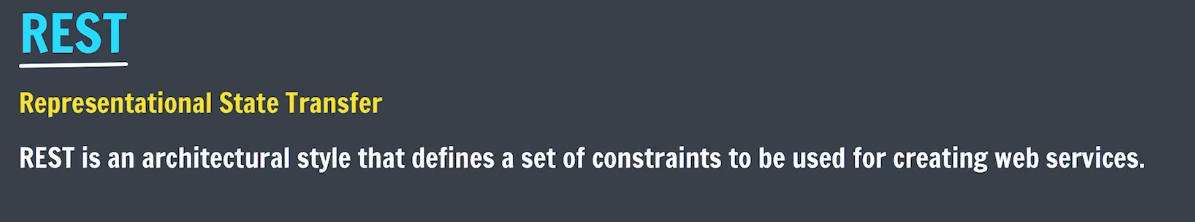 REST
Representational State Transfer
REST is an architectural style that defines a set of constraints to be used for creating web services.